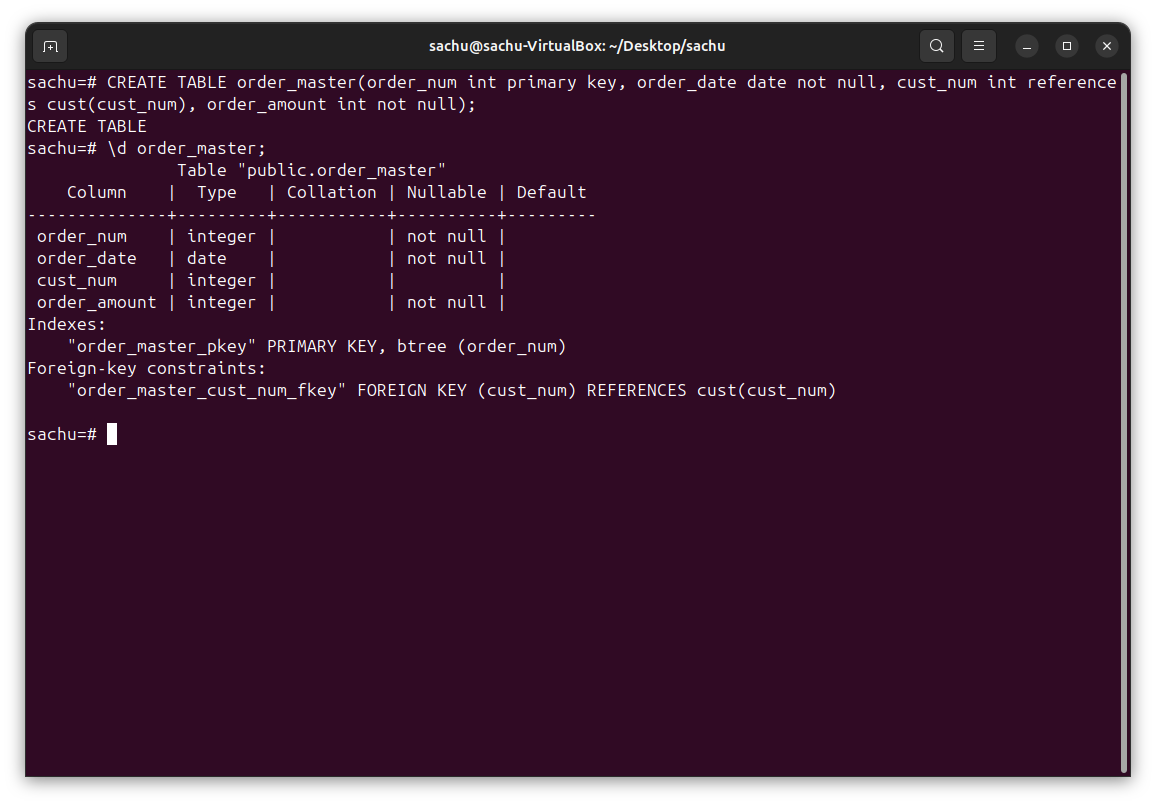 sachu@sachu-VirtualBox: ~/Desktop/sachu
sachu=# CREATE TABLE order_master(order_num int primary key, order_date date not null, cust_num int reference
s cust(cust_num), order_amount int not null);
CREATE TABLE
sachu=# \d order_master;
               Table "public.order_master"
    Column    |  Type   | Collation | Nullable | Default
--------------+---------+-----------+----------+---------
 order_num    | integer |           | not null |
 order_date   | date    |           | not null |
 cust_num     | integer |           |          |
 order_amount | integer |           | not null |
Indexes:
    "order_master_pkey" PRIMARY KEY, btree (order_num)
Foreign-key constraints:
    "order_master_cust_num_fkey" FOREIGN KEY (cust_num) REFERENCES cust(cust_num)
sachu=#